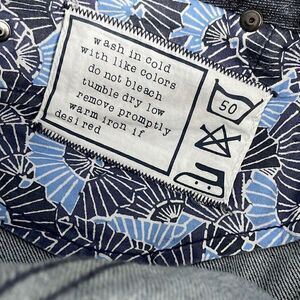 wash in cold
with like colors
do not bleach
tumble dry low
remove promptly
warm iron if
desired
50